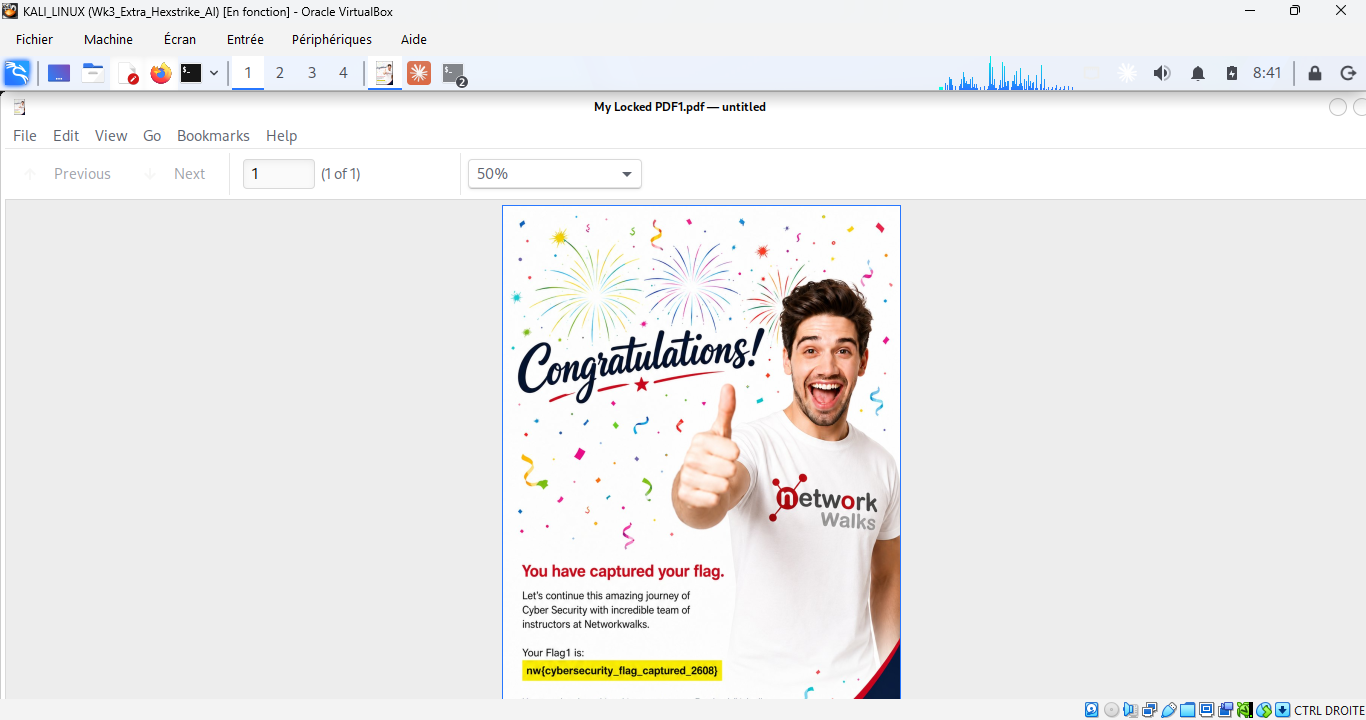 KALI_LINUX (Wk3_Extra_Hexstrike_AI) [En fonction] - Oracle VirtualBox
Fichier Machine Écran Entrée Périphériques Aide
1 2 3 4 2 8:41
My Locked PDF1.pdf — untitled
File Edit View Go Bookmarks Help
Previous Next 1 (1 of 1) 50%
Congratulations!
network
Walks
You have captured your flag.
Let's continue this amazing journey of
Cyber Security with incredible team of
instructors at Networkwalks.
Your Flag1 is:
nw{cybersecurity_flag_captured_2608}
CTRL DROITE